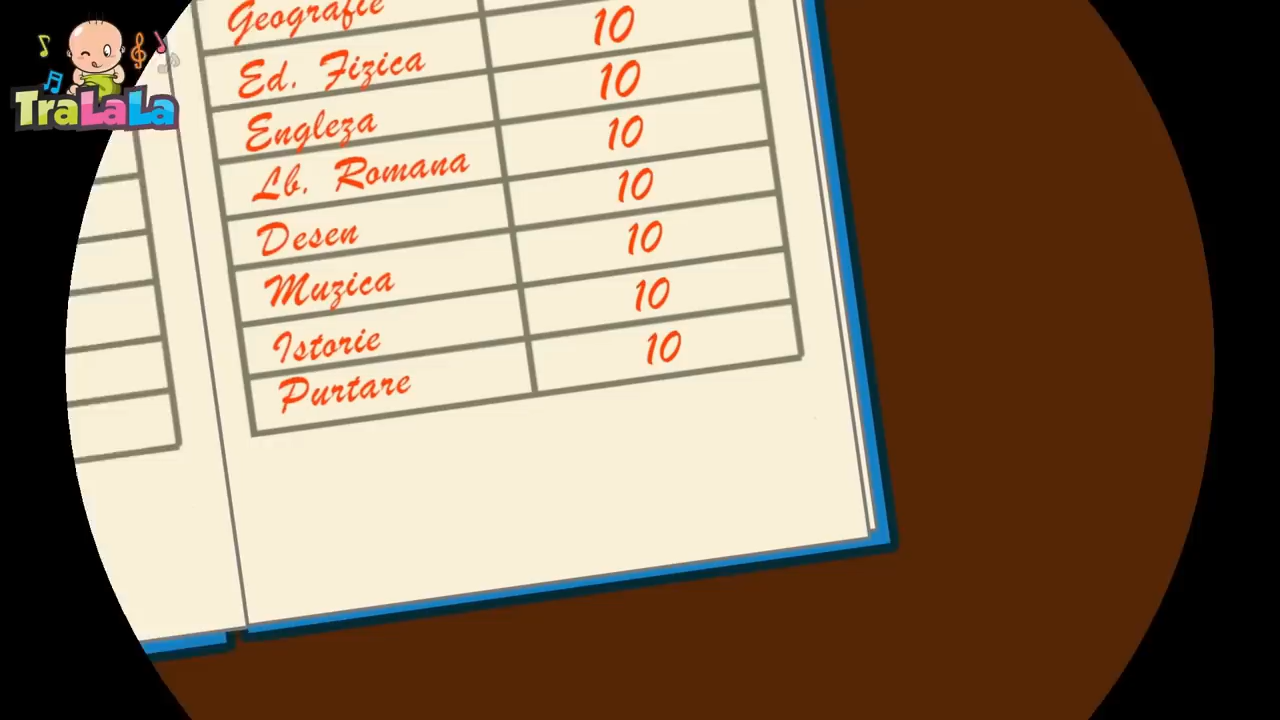 TraLaLa
Geografie
Ed. Fizica 10
Engleza 10
Lb. Romana 10
Desen 10
Muzica 10
Istorie 10
Purtare 10